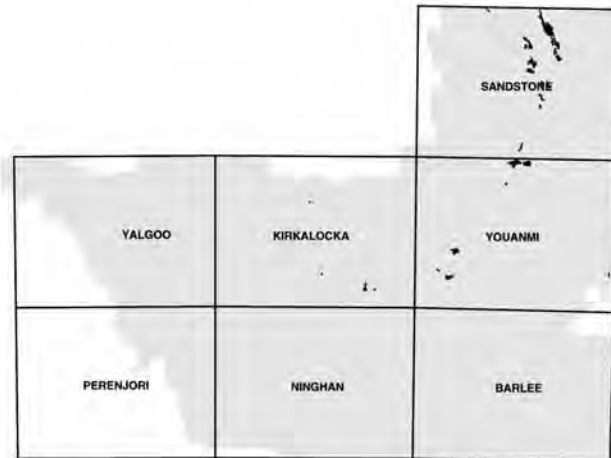 SANDSTONE
YALGOO
KIRKALOCKA
YOUANMI
PERENJORI
NINGHAN
BARLEE